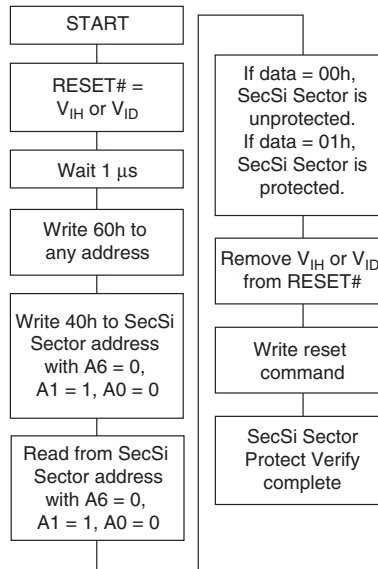 START
RESET# =
V_IH or V_ID
Wait 1 μs
Write 60h to
any address
Write 40h to SecSi
Sector address
with A6 = 0,
A1 = 1, A0 = 0
Read from SecSi
Sector address
with A6 = 0,
A1 = 1, A0 = 0
If data = 00h,
SecSi Sector is
unprotected.
If data = 01h,
SecSi Sector is
protected.
Remove V_IH or V_ID
from RESET#
Write reset
command
SecSi Sector
Protect Verify
complete